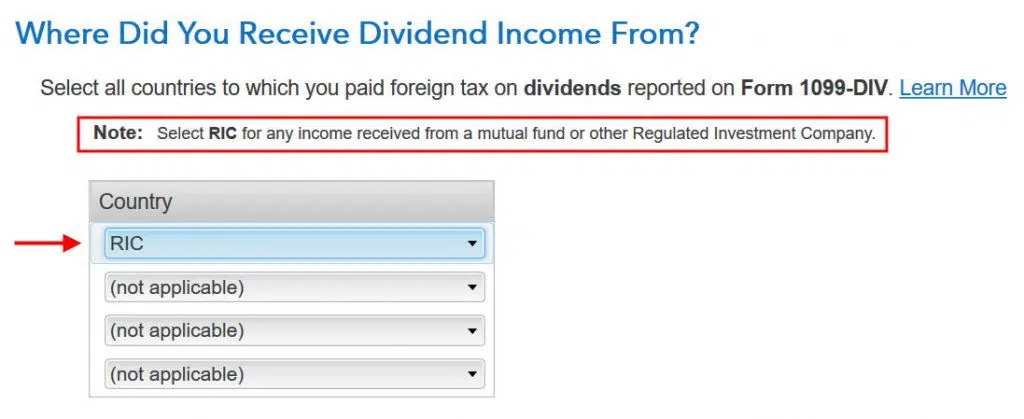 Where Did You Receive Dividend Income From?
Select all countries to which you paid foreign tax on dividends reported on Form 1099-DIV. Learn More
Note: Select RIC for any income received from a mutual fund or other Regulated Investment Company.
Country
RIC
(not applicable)
(not applicable)
(not applicable)